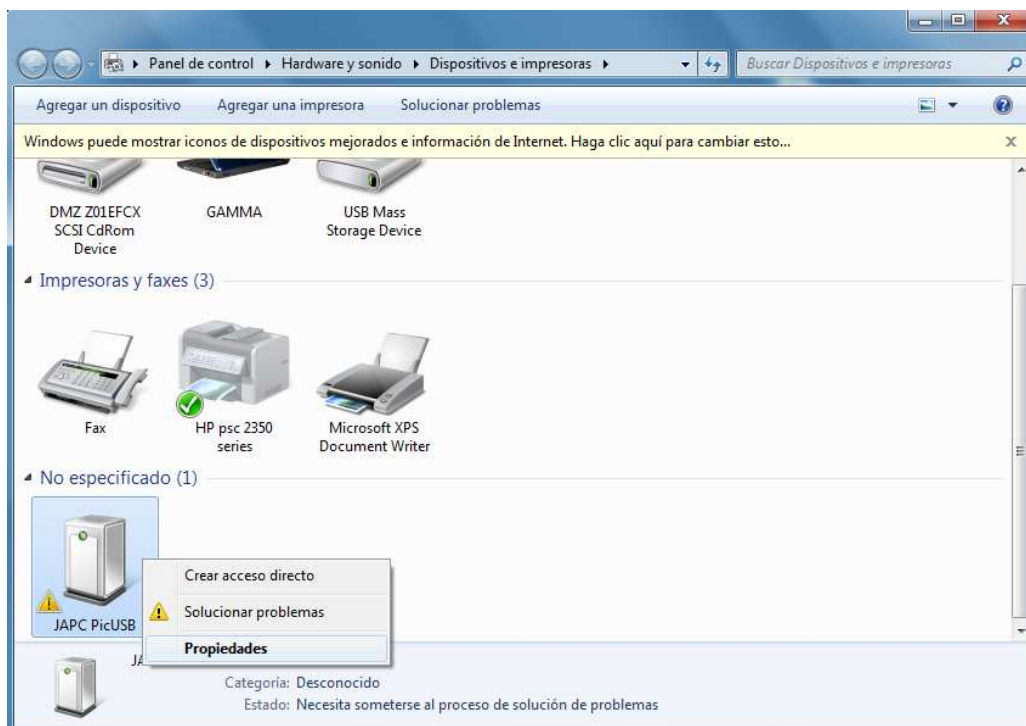 Panel de control ▸ Hardware y sonido ▸ Dispositivos e impresoras ▸
Buscar Dispositivos e impresoras
Agregar un dispositivo Agregar una impresora Solucionar problemas
Windows puede mostrar iconos de dispositivos mejorados e información de Internet. Haga clic aquí para cambiar esto...
DMZ Z01EFCX
SCSI CdRom
Device
GAMMA
USB Mass
Storage Device
Impresoras y faxes (3)
Fax
HP psc 2350
series
Microsoft XPS
Document Writer
No especificado (1)
JAPC PicUSB
Crear acceso directo
Solucionar problemas
Propiedades
Categoría: Desconocido
Estado: Necesita someterse al proceso de solución de problemas